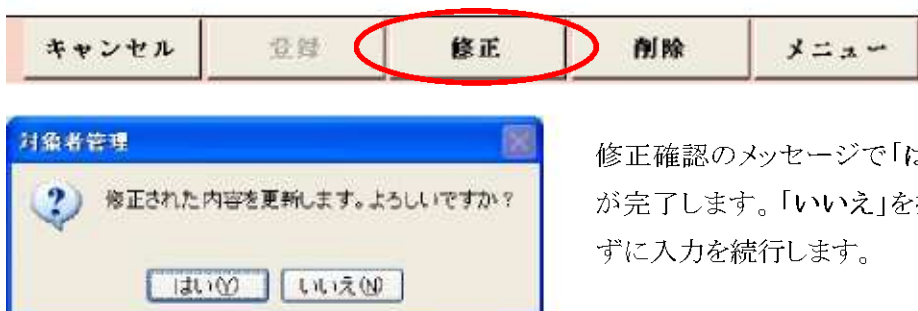 キャンセル 登録 修正 削除 メニュー
対象者管理
修正された内容を更新します。よろしいですか?
はい(Y) いいえ(N)
修正確認のメッセージで「は
が完了します。「いいえ」を
ずに入力を続行します。